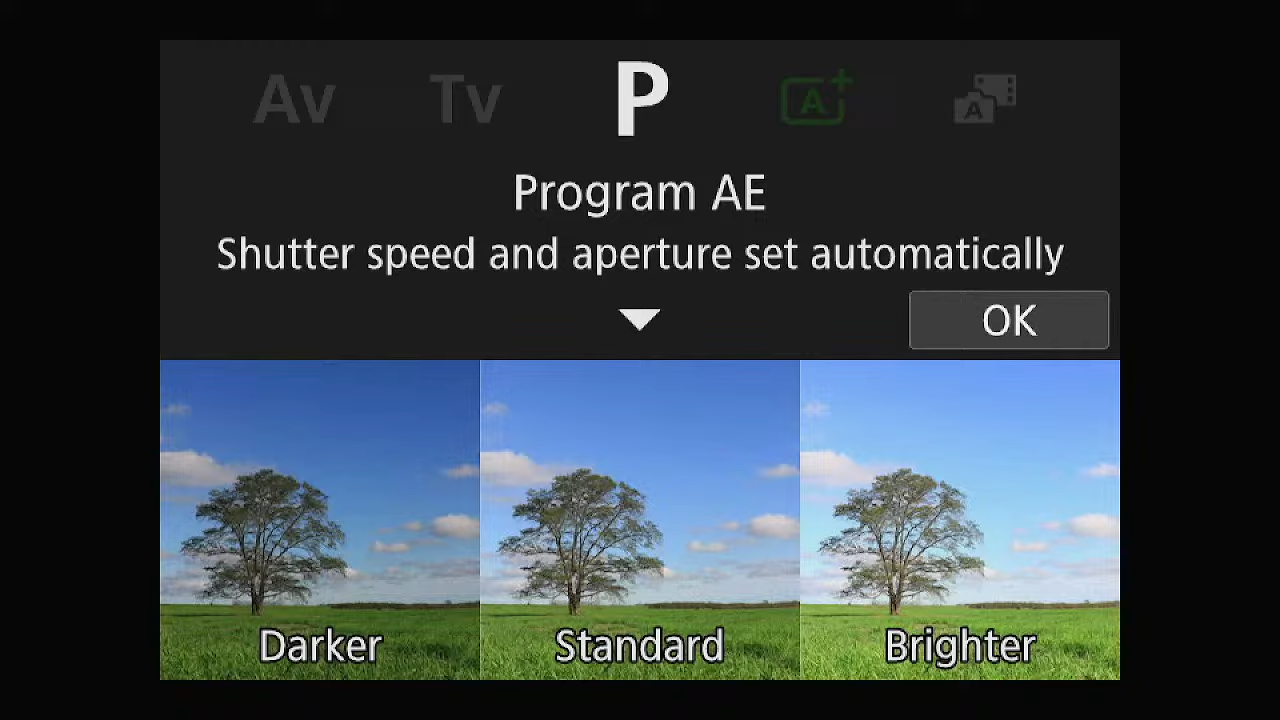 Av Tv P A+ A
Program AE
Shutter speed and aperture set automatically
OK
Darker Standard Brighter